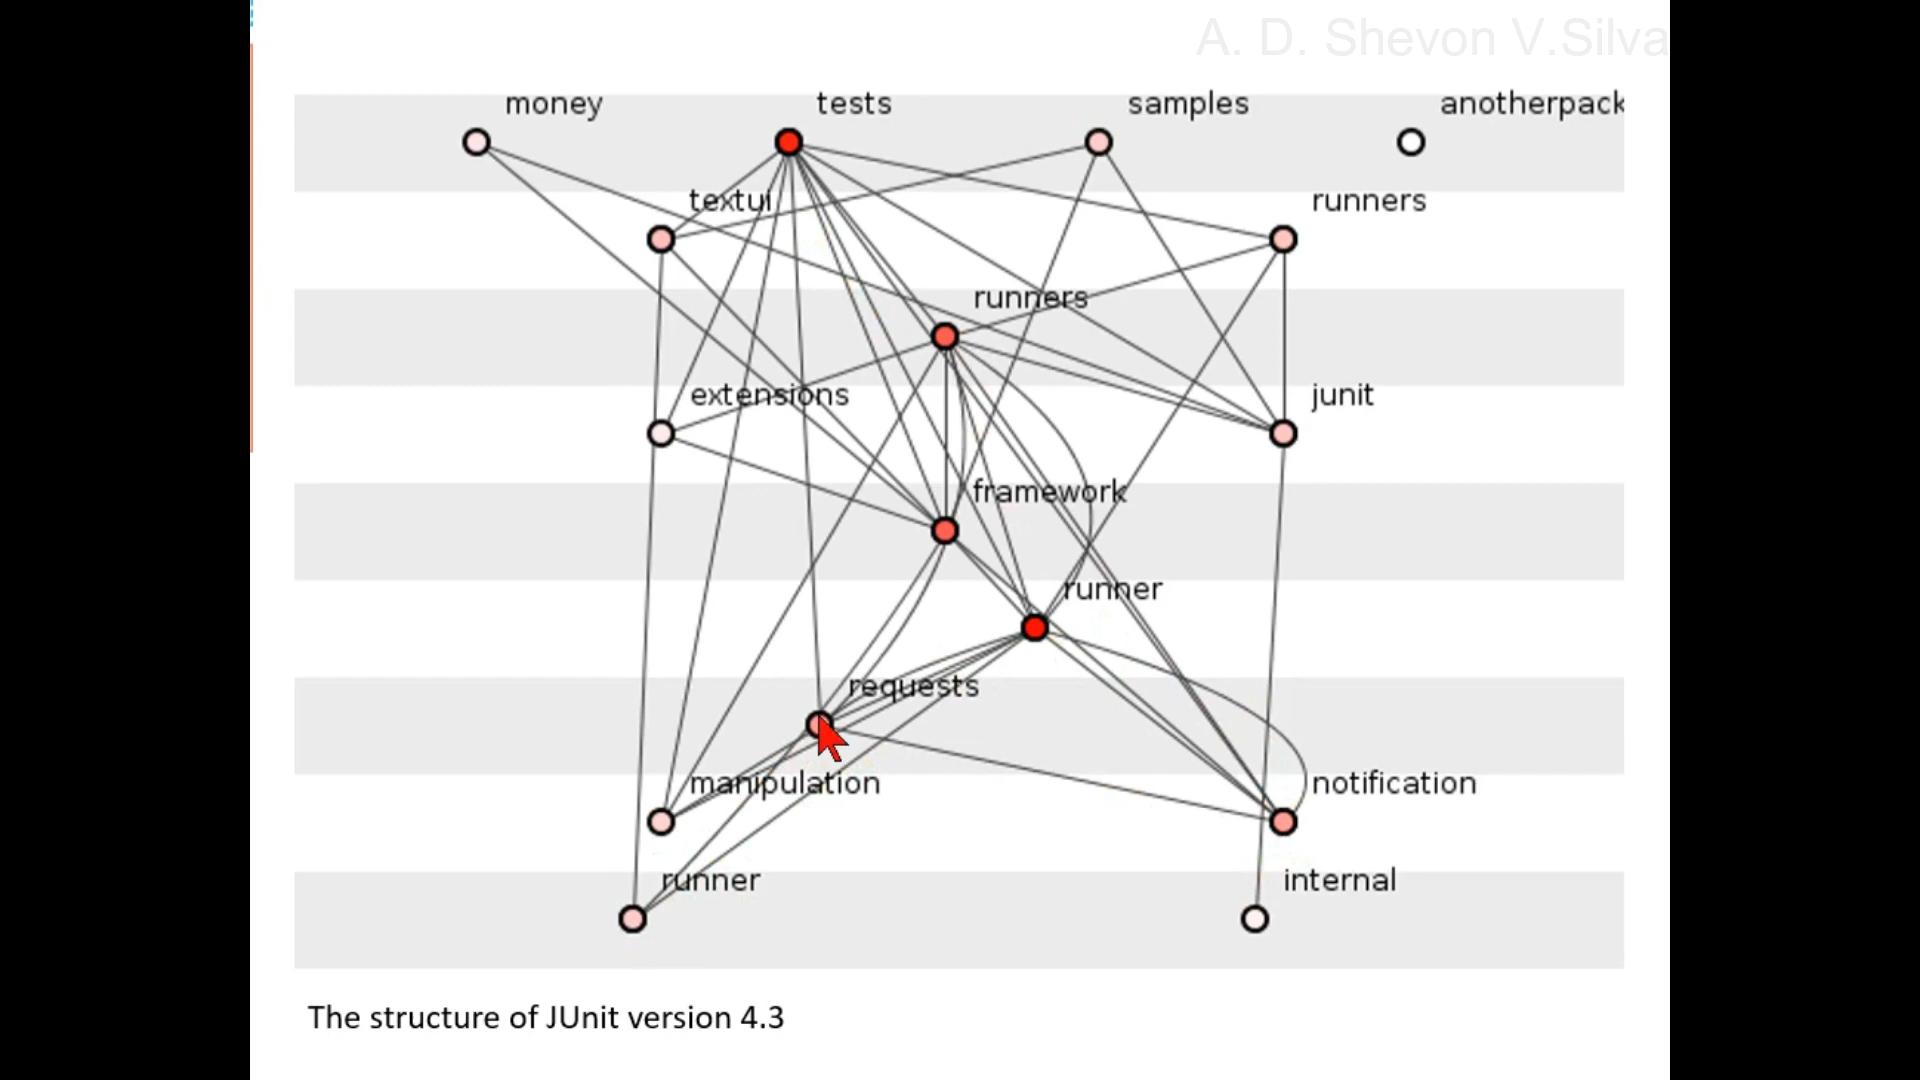 A. D. Shevon V.Silva
money
tests
samples
anotherpack
textui
runners
runners
extensions
junit
framework
runner
requests
manipulation
notification
runner
internal
The structure of JUnit version 4.3